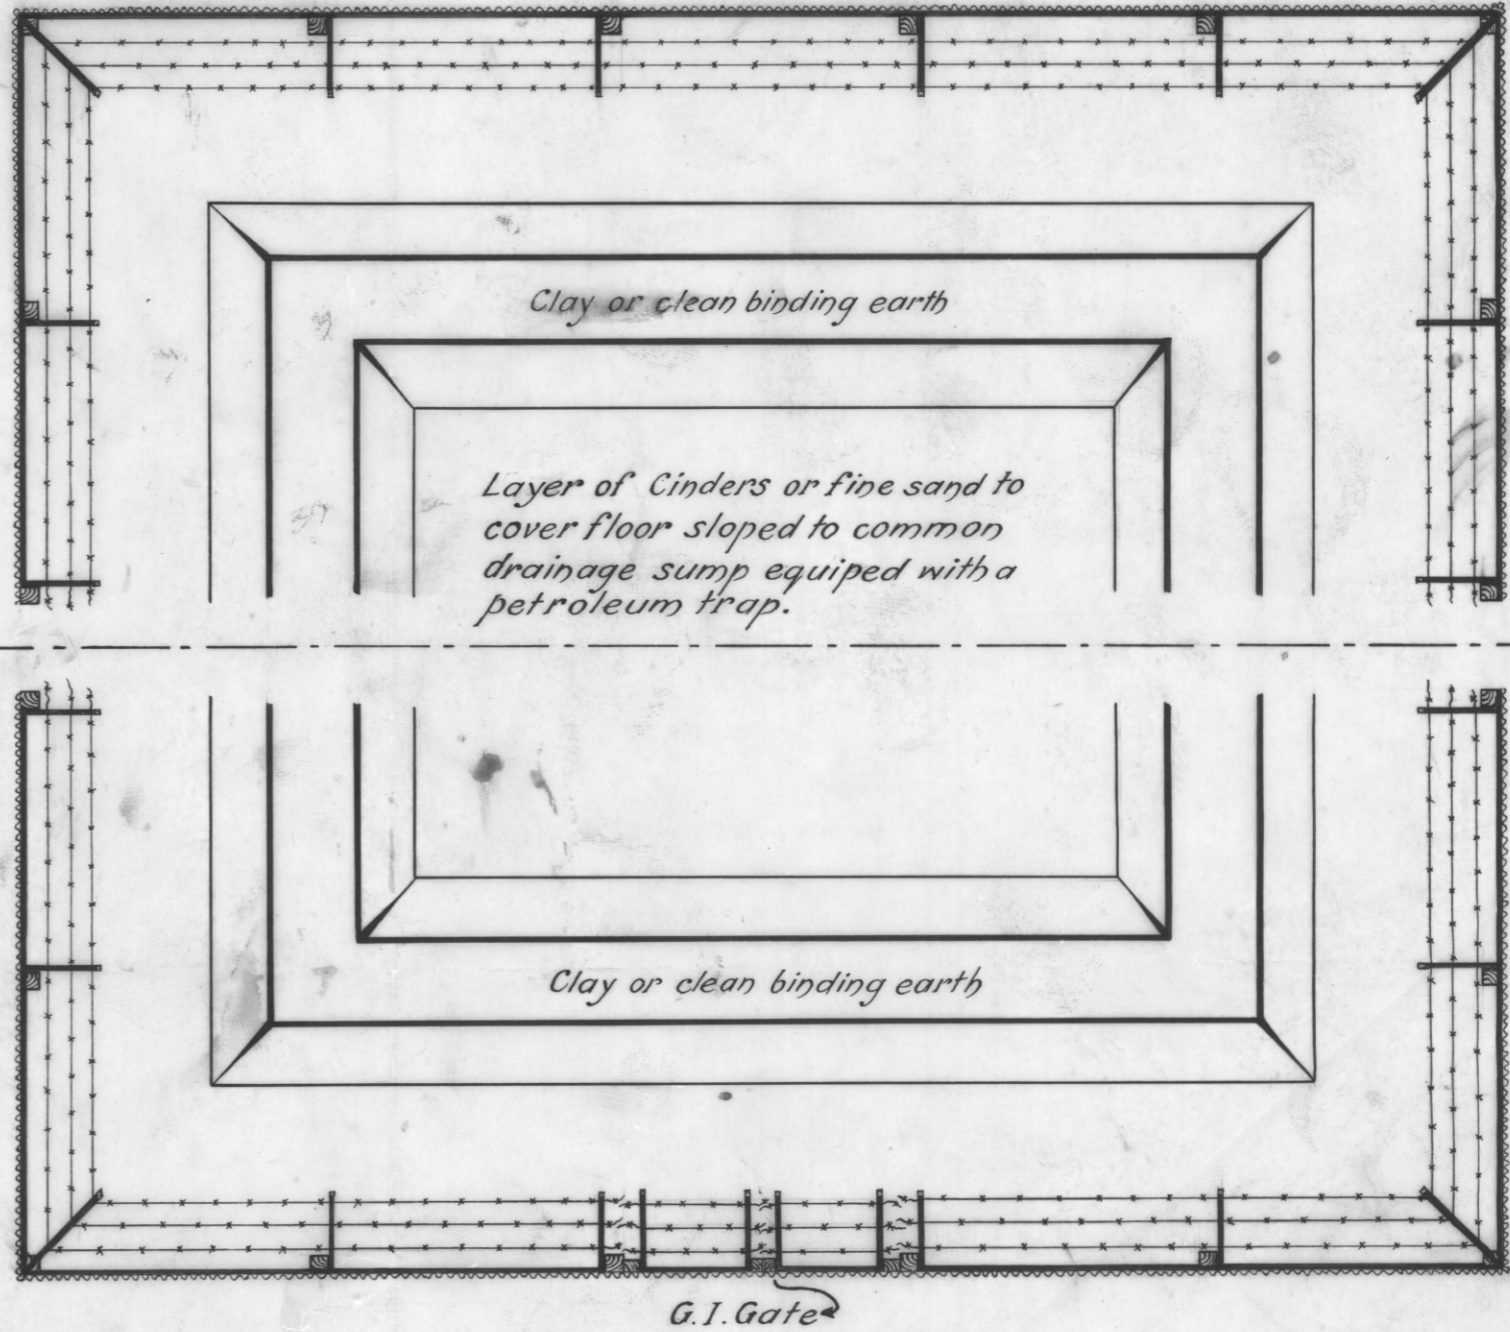 Clay or clean binding earth
Layer of Cinders or fine sand to
cover floor sloped to common
drainage sump equiped with a
petroleum trap.
Clay or clean binding earth
G.I. Gate